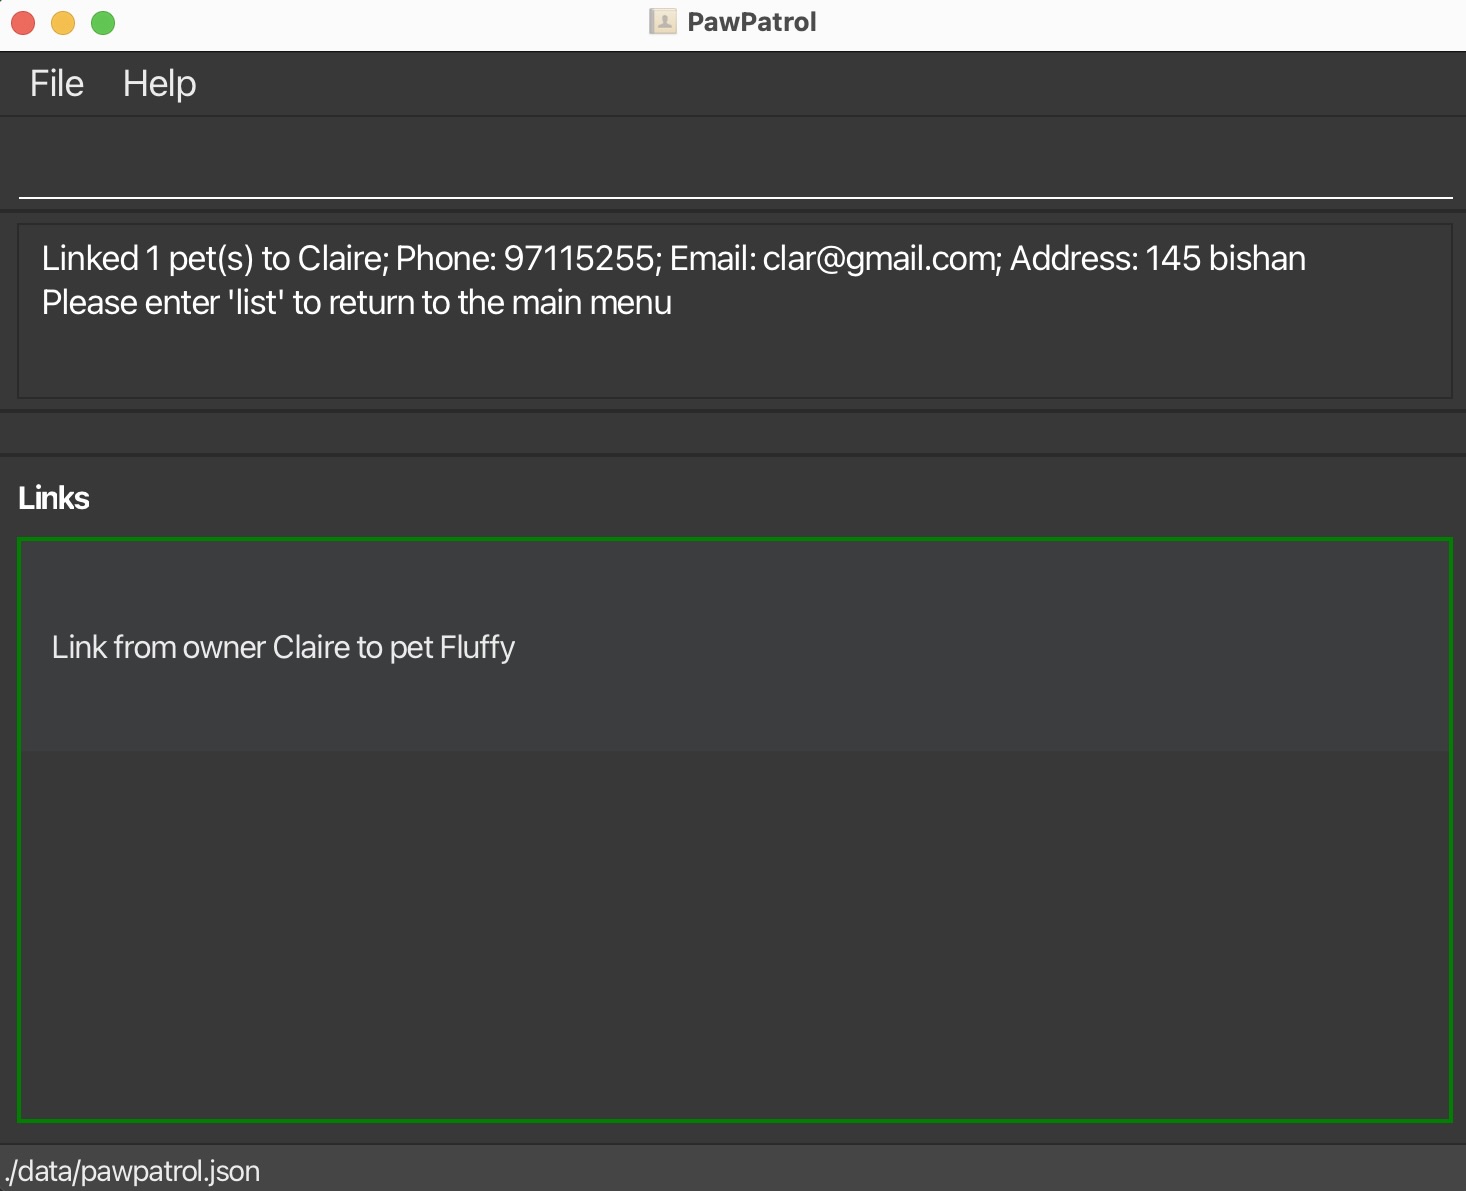 PawPatrol
File Help
Linked 1 pet(s) to Claire; Phone: 97115255; Email: clar@gmail.com; Address: 145 bishan
Please enter 'list' to return to the main menu
Links
Link from owner Claire to pet Fluffy
./data/pawpatrol.json